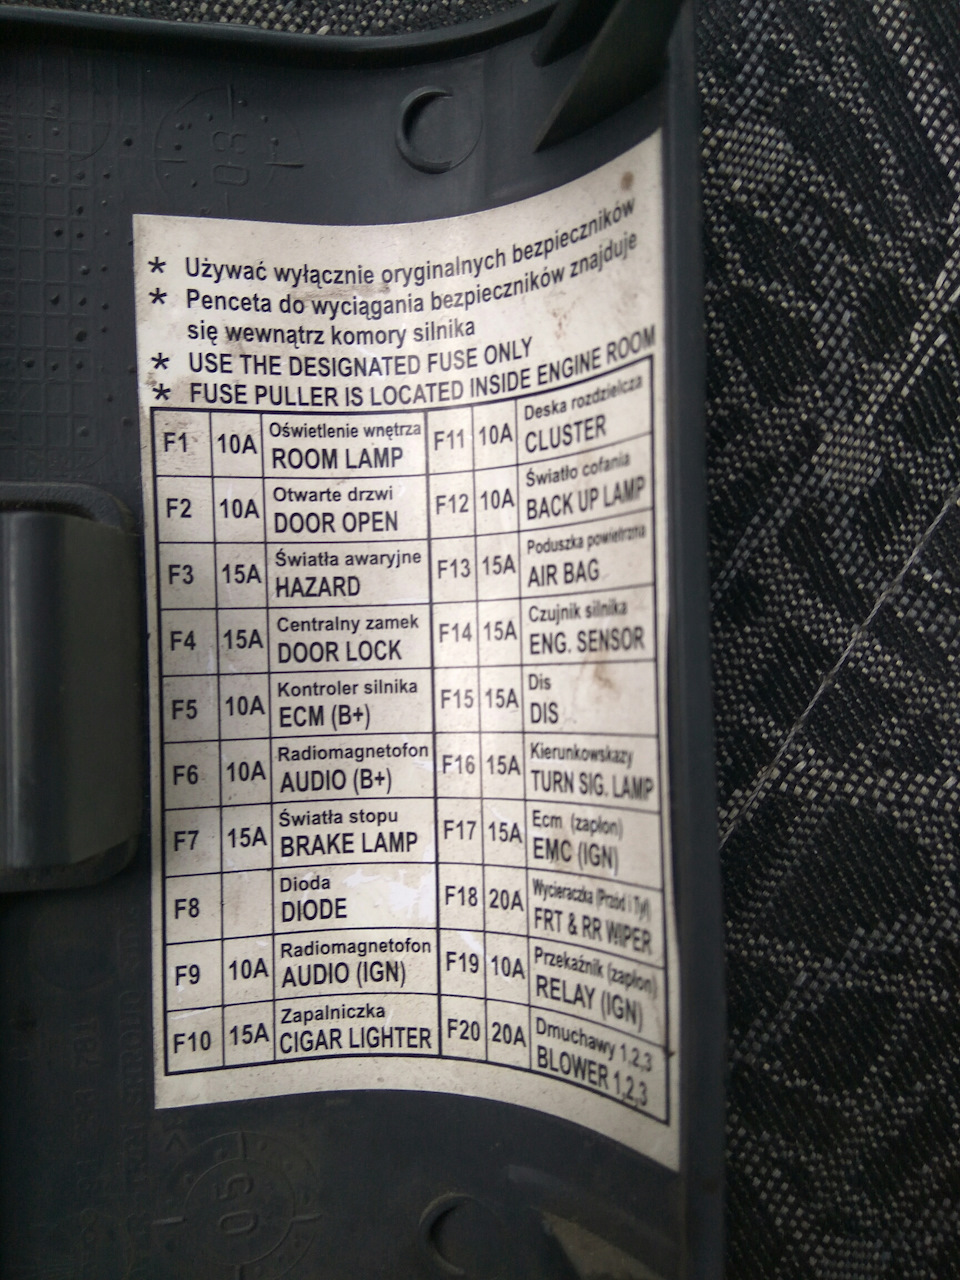 * Używać wyłącznie oryginalnych bezpieczników
* Penceta do wyciągania bezpieczników znajduje
się wewnątrz komory silnika
* USE THE DESIGNATED FUSE ONLY
* FUSE PULLER IS LOCATED INSIDE ENGINE ROOM
F1 10A Oświetlenie wnętrza
ROOM LAMP
F2 10A Otwarte drzwi
DOOR OPEN
F3 15A Światła awaryjne
HAZARD
F4 15A Centralny zamek
DOOR LOCK
F5 10A Kontroler silnika
ECM (B+)
F6 10A Radiomagnetofon
AUDIO (B+)
F7 15A Światła stopu
BRAKE LAMP
F8 Dioda
DIODE
F9 10A Radiomagnetofon
AUDIO (IGN)
F10 15A Zapalniczka
CIGAR LIGHTER
F11 10A Deska rozdzielcza
CLUSTER
F12 10A Światło cofania
BACK UP LAMP
F13 15A Poduszka powietrzna
AIR BAG
F14 15A Czujnik silnika
ENG. SENSOR
F15 15A Dis
DIS
F16 15A Kierunkowskazy
TURN SIG. LAMP
F17 15A Ecm (zapłon)
EMC (IGN)
F18 20A Wycieraczka (Przód i Tył)
FRT & RR WIPER
F19 10A Przekaźnik (zapłon)
RELAY (IGN)
F20 20A Dmuchawy 1,2,3
BLOWER 1,2,3
05